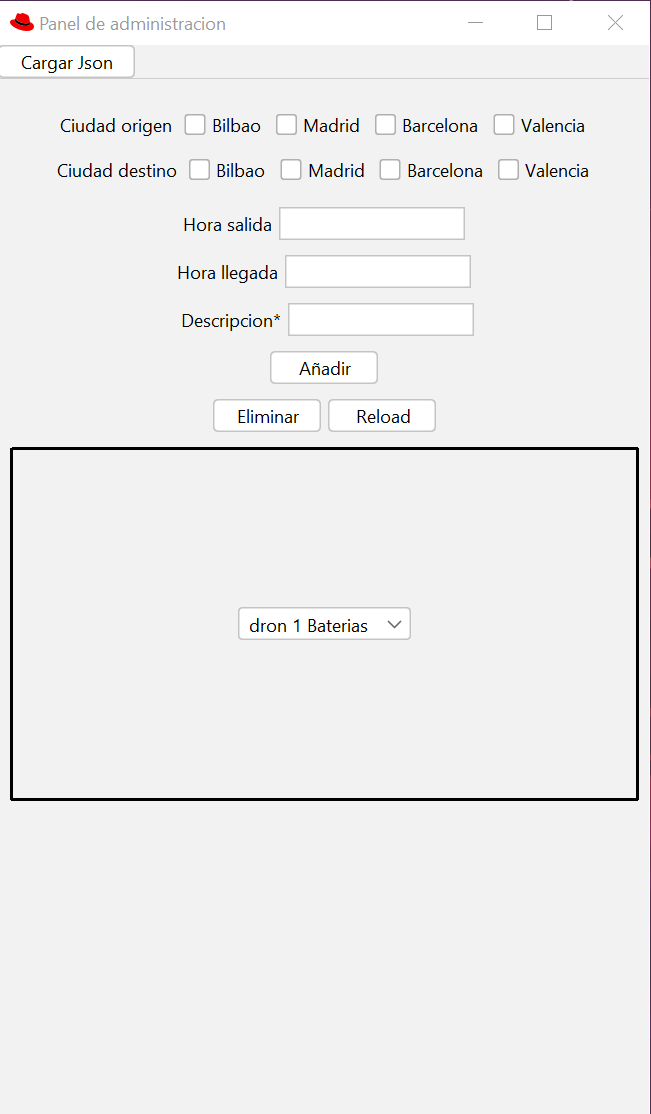 Panel de administracion
Cargar Json
Ciudad origen Bilbao Madrid Barcelona Valencia
Ciudad destino Bilbao Madrid Barcelona Valencia
Hora salida
Hora llegada
Descripcion*
Añadir
Eliminar Reload
dron 1 Baterias